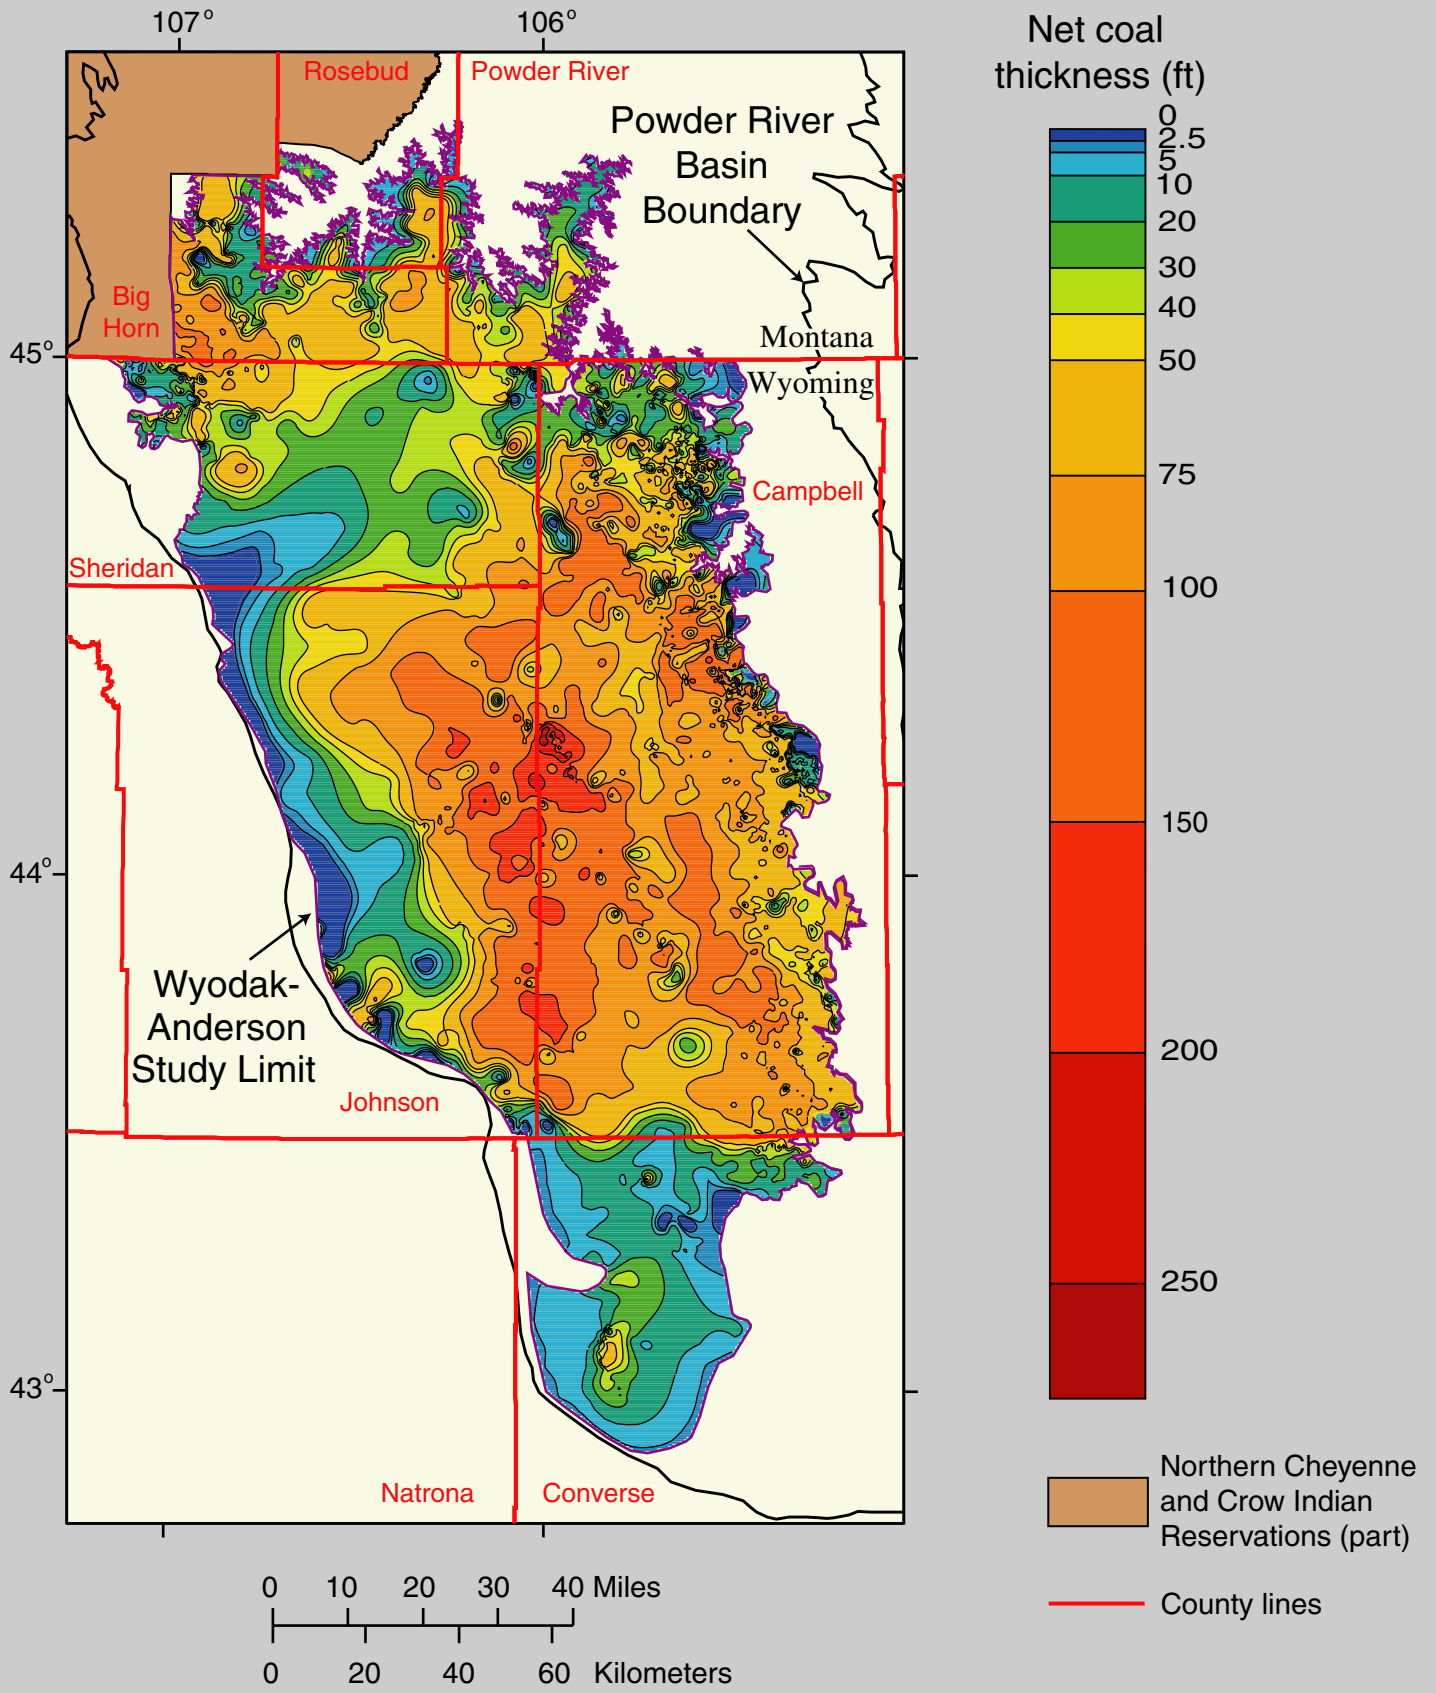 107°
106°
Net coal
thickness (ft)
Rosebud
Powder River
Powder River
Basin
Boundary
0
2.5
5
10
20
30
40
50
75
100
150
200
250
Big
Horn
Montana
45°
Wyoming
Campbell
Sheridan
44°
Wyodak-
Anderson
Study Limit
Johnson
43°
Natrona
Converse
Northern Cheyenne
and Crow Indian
Reservations (part)
County lines
0 10 20 30 40 Miles
0 20 40 60 Kilometers